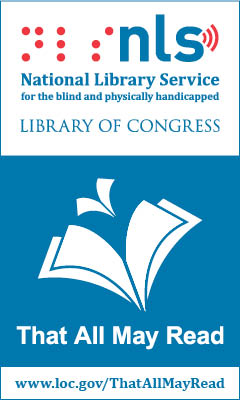 nls
National Library Service
for the blind and physically handicapped
LIBRARY OF CONGRESS
That All May Read
www.loc.gov/ThatAllMayRead